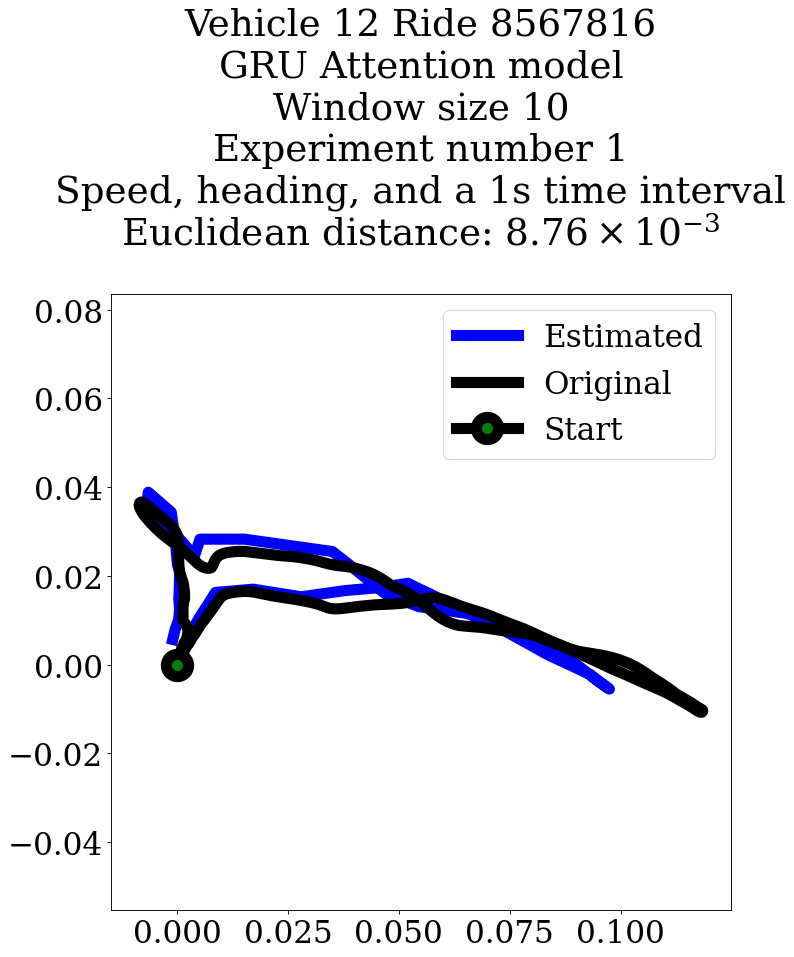 Vehicle 12 Ride 8567816
GRU Attention model
Window size 10
Experiment number 1
Speed, heading, and a 1s time interval
Euclidean distance: 8.76 × 10⁻³
0.08
0.06
0.04
0.02
0.00
−0.02
−0.04
Estimated
Original
Start
0.000 0.025 0.050 0.075 0.100